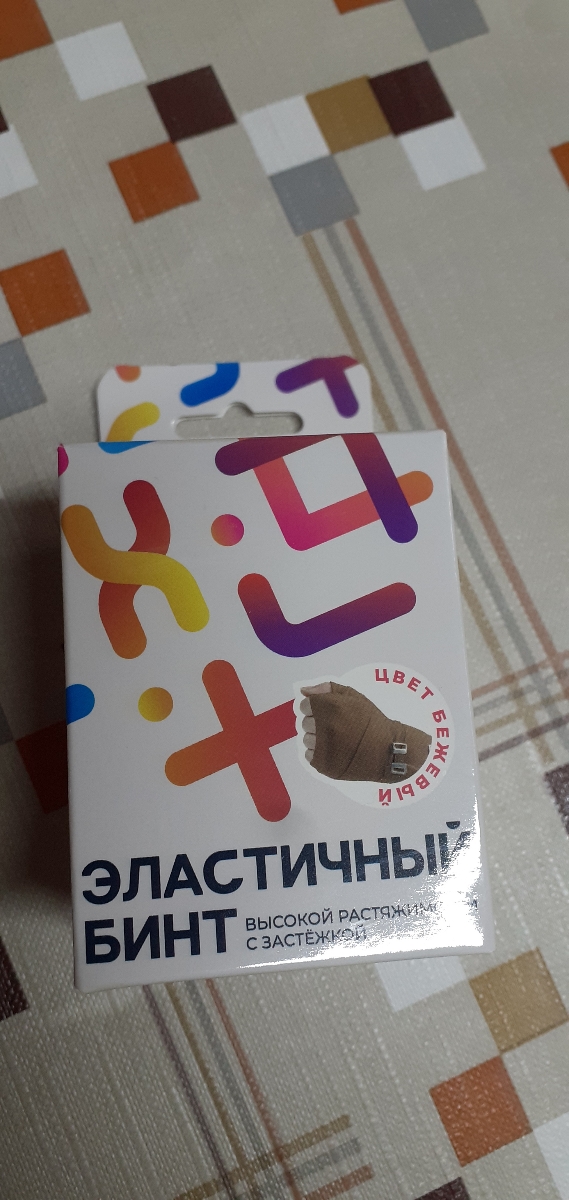 ЦВЕТ БЕЖЕВЫЙ
ЭЛАСТИЧНЫЙ
БИНТ
ВЫСОКОЙ
С ЗАСТЁЖКОЙ